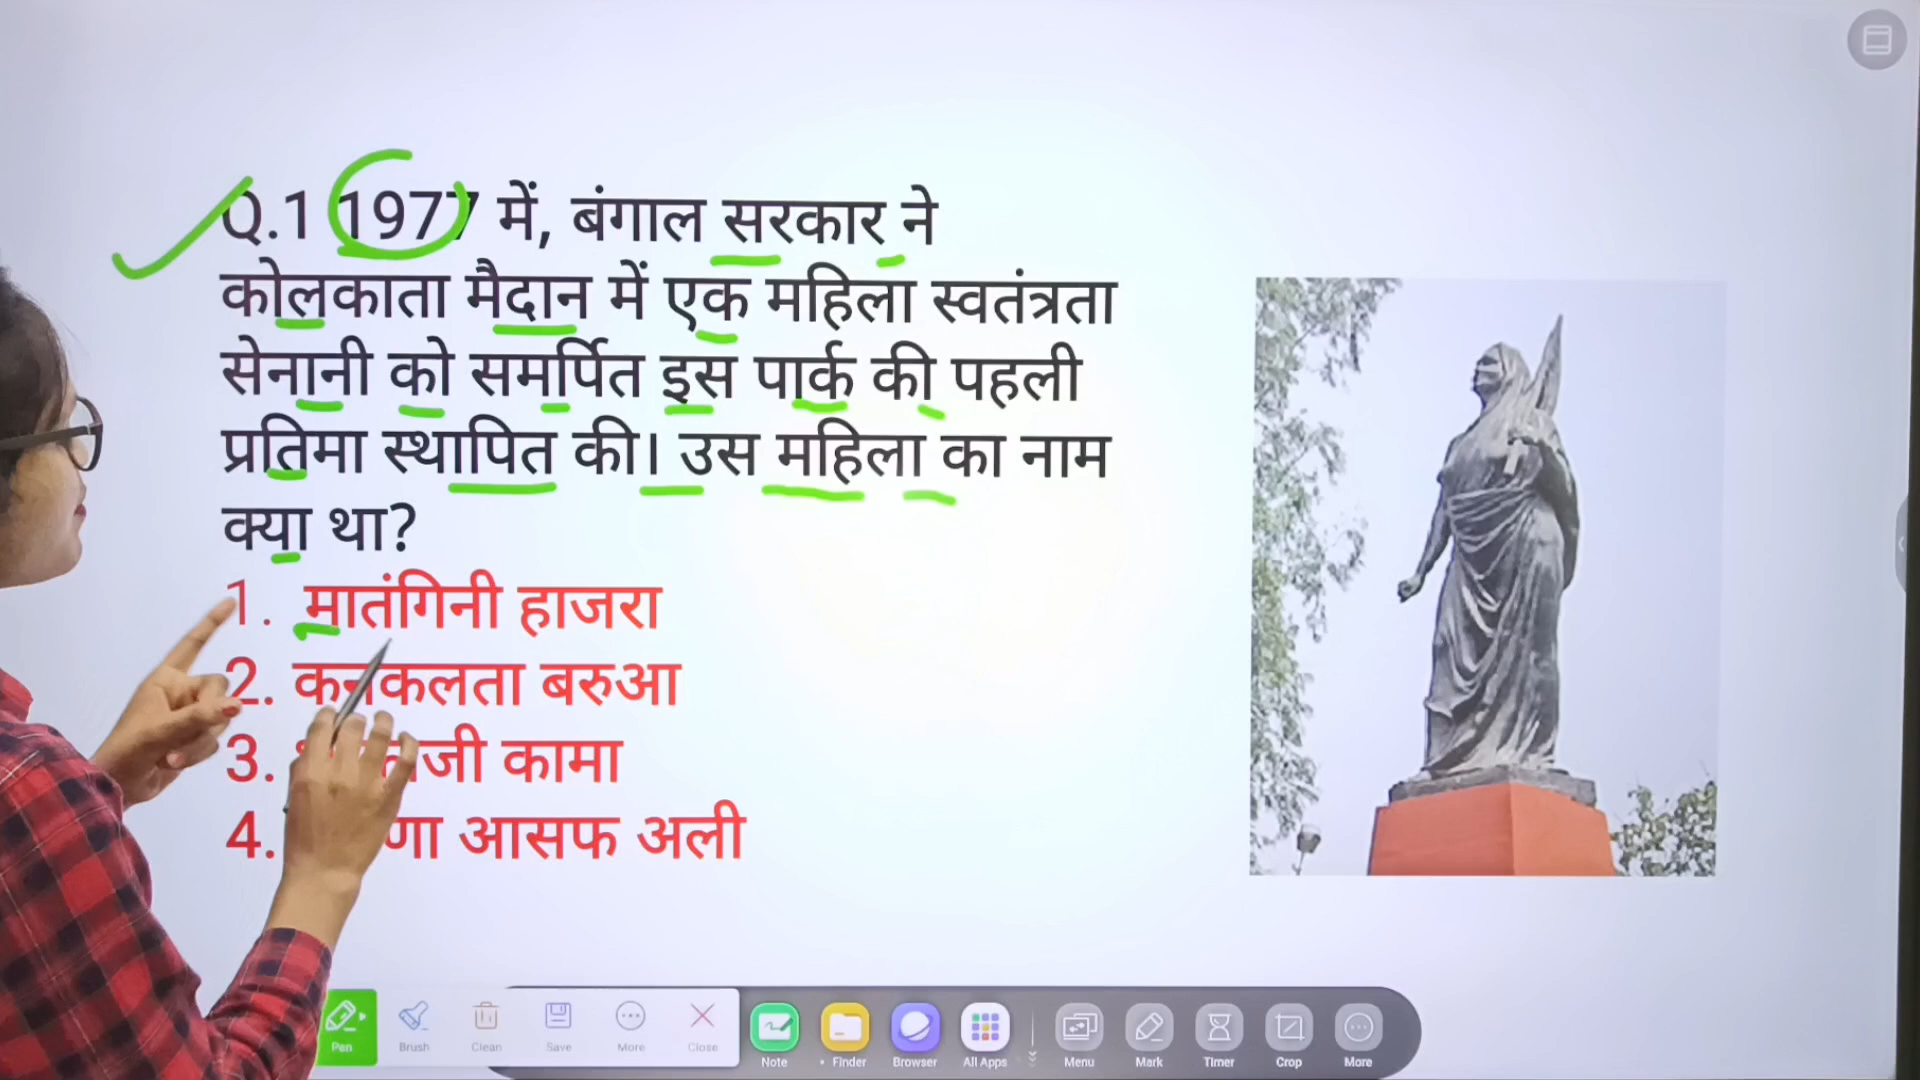 Q.1 1977 में, बंगाल सरकार ने
कोलकाता मैदान में एक महिला स्वतंत्रता
सेनानी को समर्पित इस पार्क की पहली
प्रतिमा स्थापित की। उस महिला का नाम
क्या था?
1. मातंगिनी हाजरा
2. कनकलता बरुआ
3. कामा
4. आसफ अली
Pen Brush Clean Save More Close Note Finder Browser All Apps Menu Mark Timer Crop More